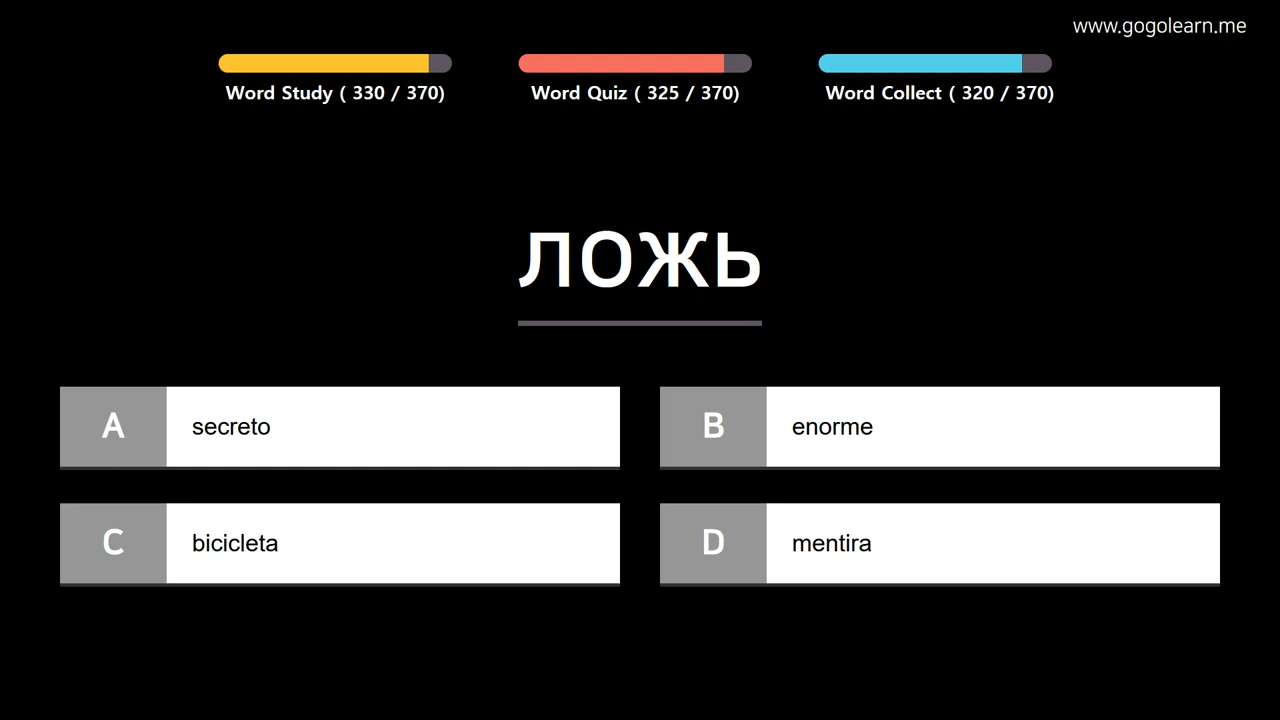 www.gogolearn.me
Word Study ( 330 / 370)
Word Quiz ( 325 / 370)
Word Collect ( 320 / 370)
ЛОЖЬ
A secreto
B enorme
C bicicleta
D mentira